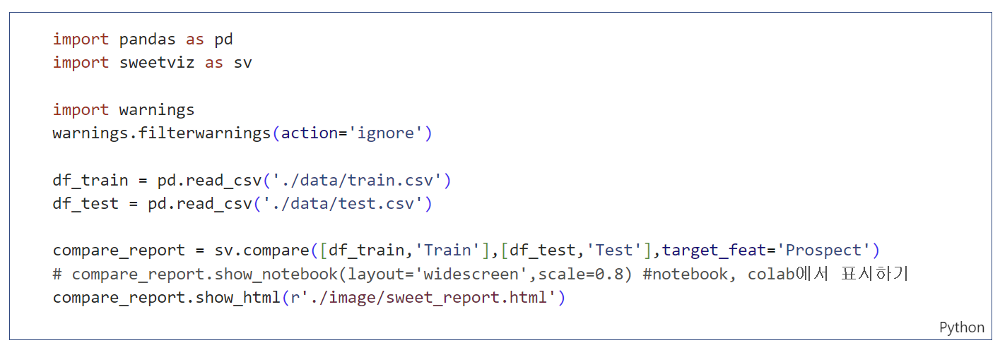 import pandas as pd
import sweetviz as sv
import warnings
warnings.filterwarnings(action='ignore')
df_train = pd.read_csv('./data/train.csv')
df_test = pd.read_csv('./data/test.csv')
compare_report = sv.compare([df_train,'Train'],[df_test,'Test'],target_feat='Prospect')
# compare_report.show_notebook(layout='widescreen',scale=0.8) #notebook, colab에서 표시하기
compare_report.show_html(r'./image/sweet_report.html')
Python